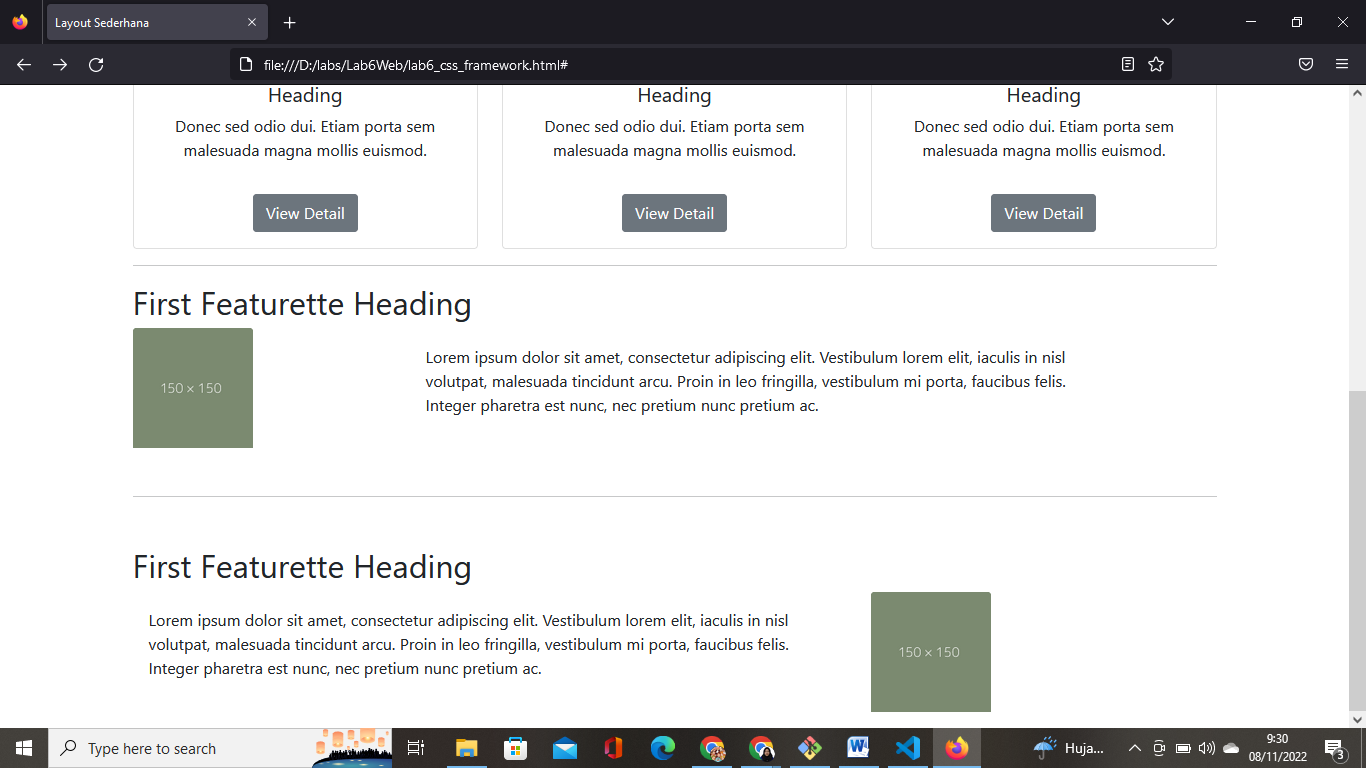 Layout Sederhana
file:///D:/labs/Lab6Web/lab6_css_framework.html#
Heading
Donec sed odio dui. Etiam porta sem
malesuada magna mollis euismod.
View Detail
Heading
Donec sed odio dui. Etiam porta sem
malesuada magna mollis euismod.
View Detail
Heading
Donec sed odio dui. Etiam porta sem
malesuada magna mollis euismod.
View Detail
First Featurette Heading
150 × 150
Lorem ipsum dolor sit amet, consectetur adipiscing elit. Vestibulum lorem elit, iaculis in nisl
volutpat, malesuada tincidunt arcu. Proin in leo fringilla, vestibulum mi porta, faucibus felis.
Integer pharetra est nunc, nec pretium nunc pretium ac.
First Featurette Heading
Lorem ipsum dolor sit amet, consectetur adipiscing elit. Vestibulum lorem elit, iaculis in nisl
volutpat, malesuada tincidunt arcu. Proin in leo fringilla, vestibulum mi porta, faucibus felis.
Integer pharetra est nunc, nec pretium nunc pretium ac.
150 × 150
Type here to search
Huja...
9:30
08/11/2022
3